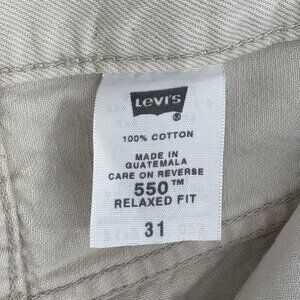 Levi's
®
100% COTTON
MADE IN
GUATEMALA
CARE ON REVERSE
550™
RELAXED FIT
31